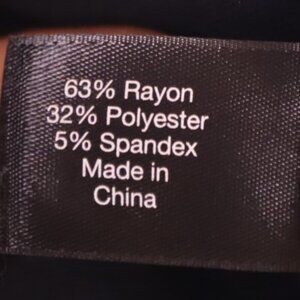 63% Rayon
32% Polyester
5% Spandex
Made in
China